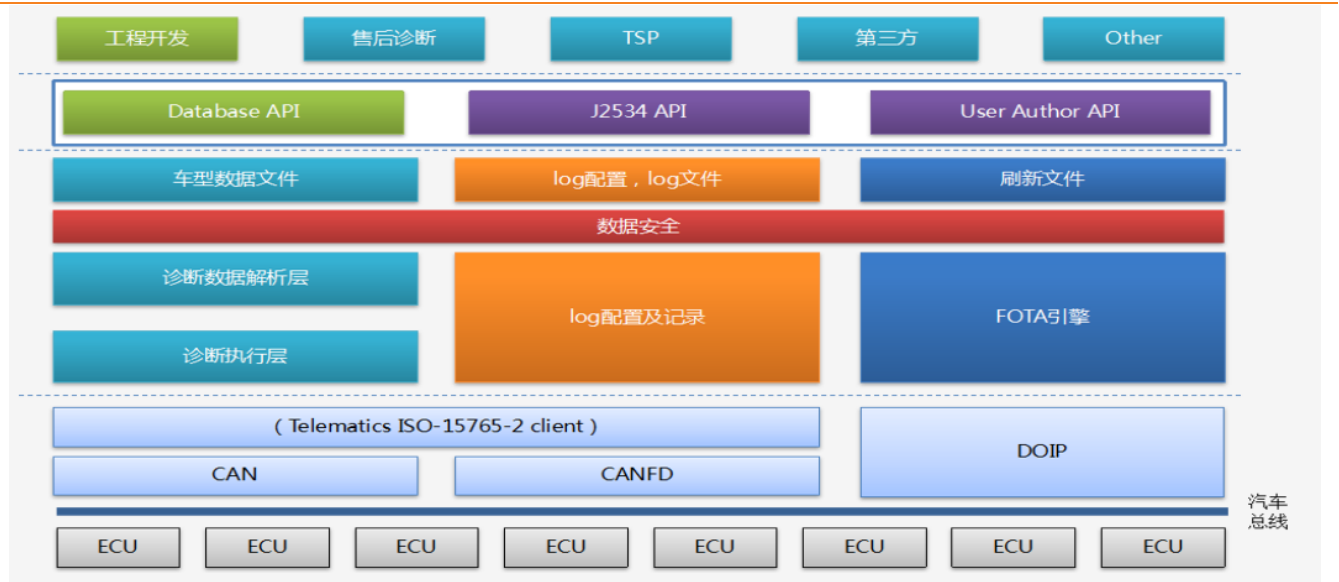 工程开发
售后诊断
TSP
第三方
Other
Database API
J2534 API
User Author API
车型数据文件
log配置，log文件
刷新文件
数据安全
诊断数据解析层
log配置及记录
FOTA引擎
诊断执行层
( Telematics ISO-15765-2 client )
DOIP
CAN
CANFD
汽车
总线
ECU
ECU
ECU
ECU
ECU
ECU
ECU
ECU